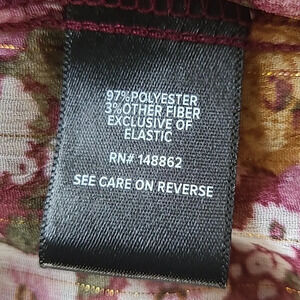 97%POLYESTER
3%OTHER FIBER
EXCLUSIVE OF
ELASTIC
RN# 148862
SEE CARE ON REVERSE